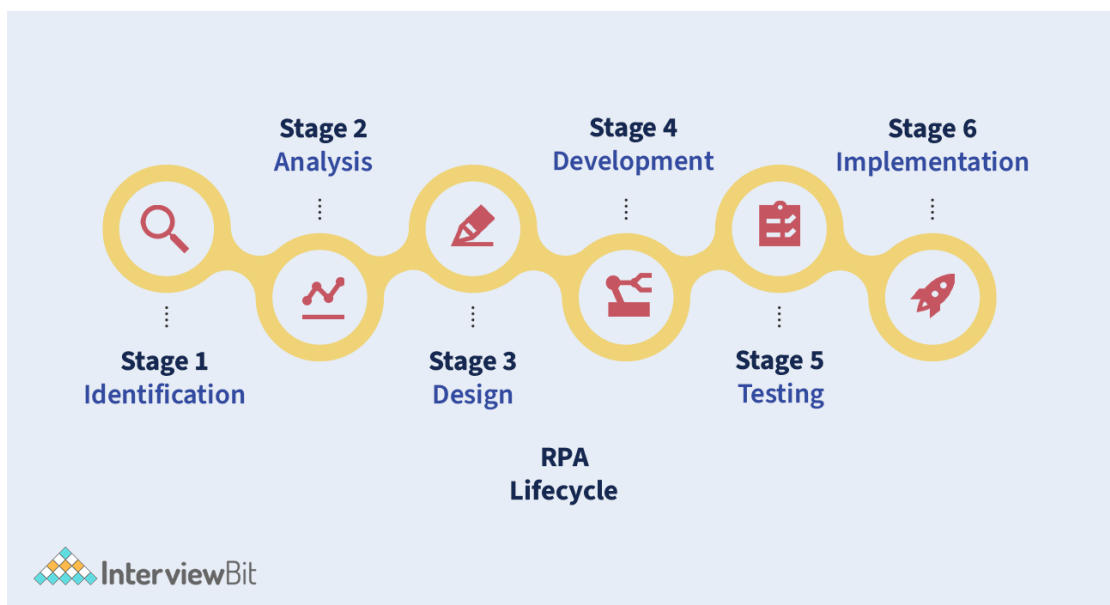 Stage 1
Identification
Stage 2
Analysis
Stage 3
Design
Stage 4
Development
Stage 5
Testing
Stage 6
Implementation
RPA
Lifecycle
InterviewBit